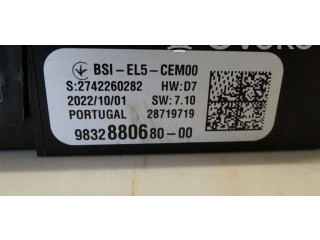 BSI-EL5-CEM00
S:2742260282 HW:D7
2022/10/01 SW:7.10
PORTUGAL 28719719
9832880680-00